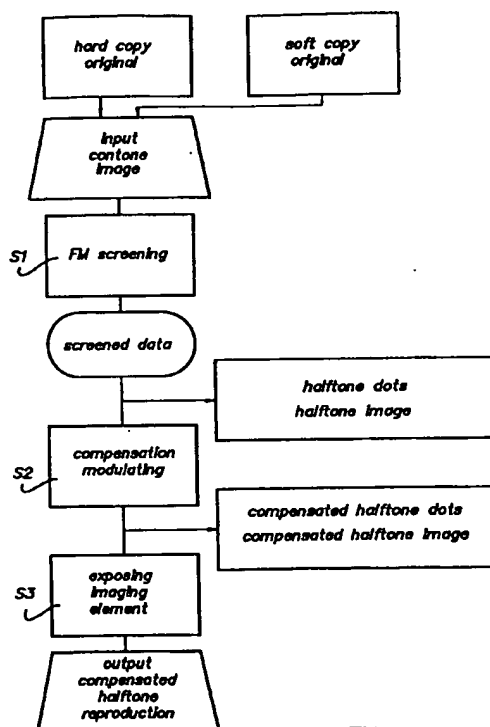 hard copy
original
soft copy
original
input
contone
image
S1
FM screening
screened data
halftone dots
halftone image
S2
compensation
modulating
compensated halftone dots
compensated halftone image
S3
exposing
imaging
element
output
compensated
halftone
reproduction